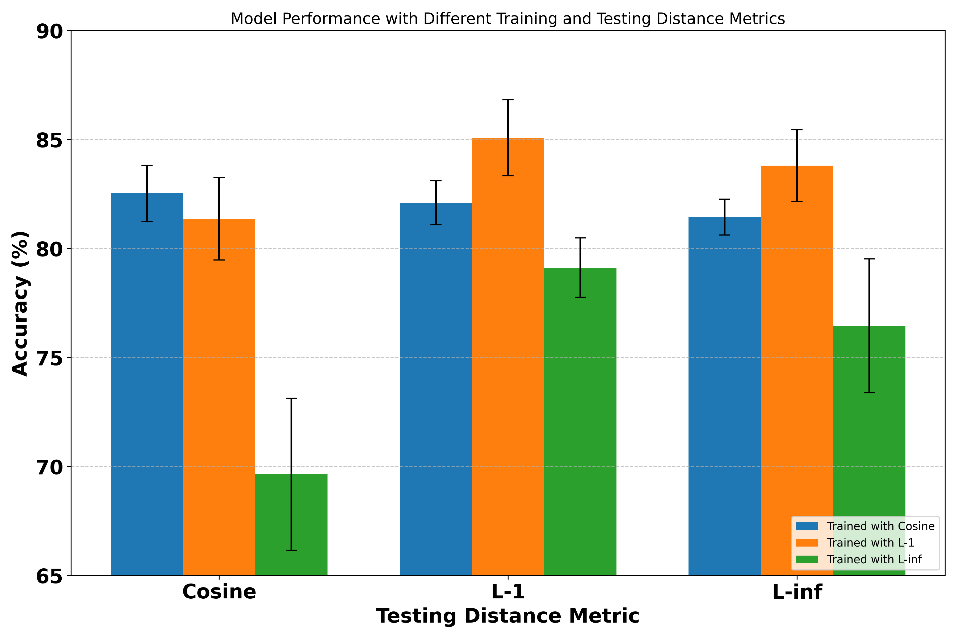 Model Performance with Different Training and Testing Distance Metrics
90
85
80
75
70
65
Accuracy (%)
Cosine
L-1
L-inf
Testing Distance Metric
Trained with Cosine
Trained with L-1
Trained with L-inf